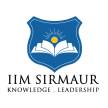 IIM SIRMAUR
KNOWLEDGE . LEADERSHIP